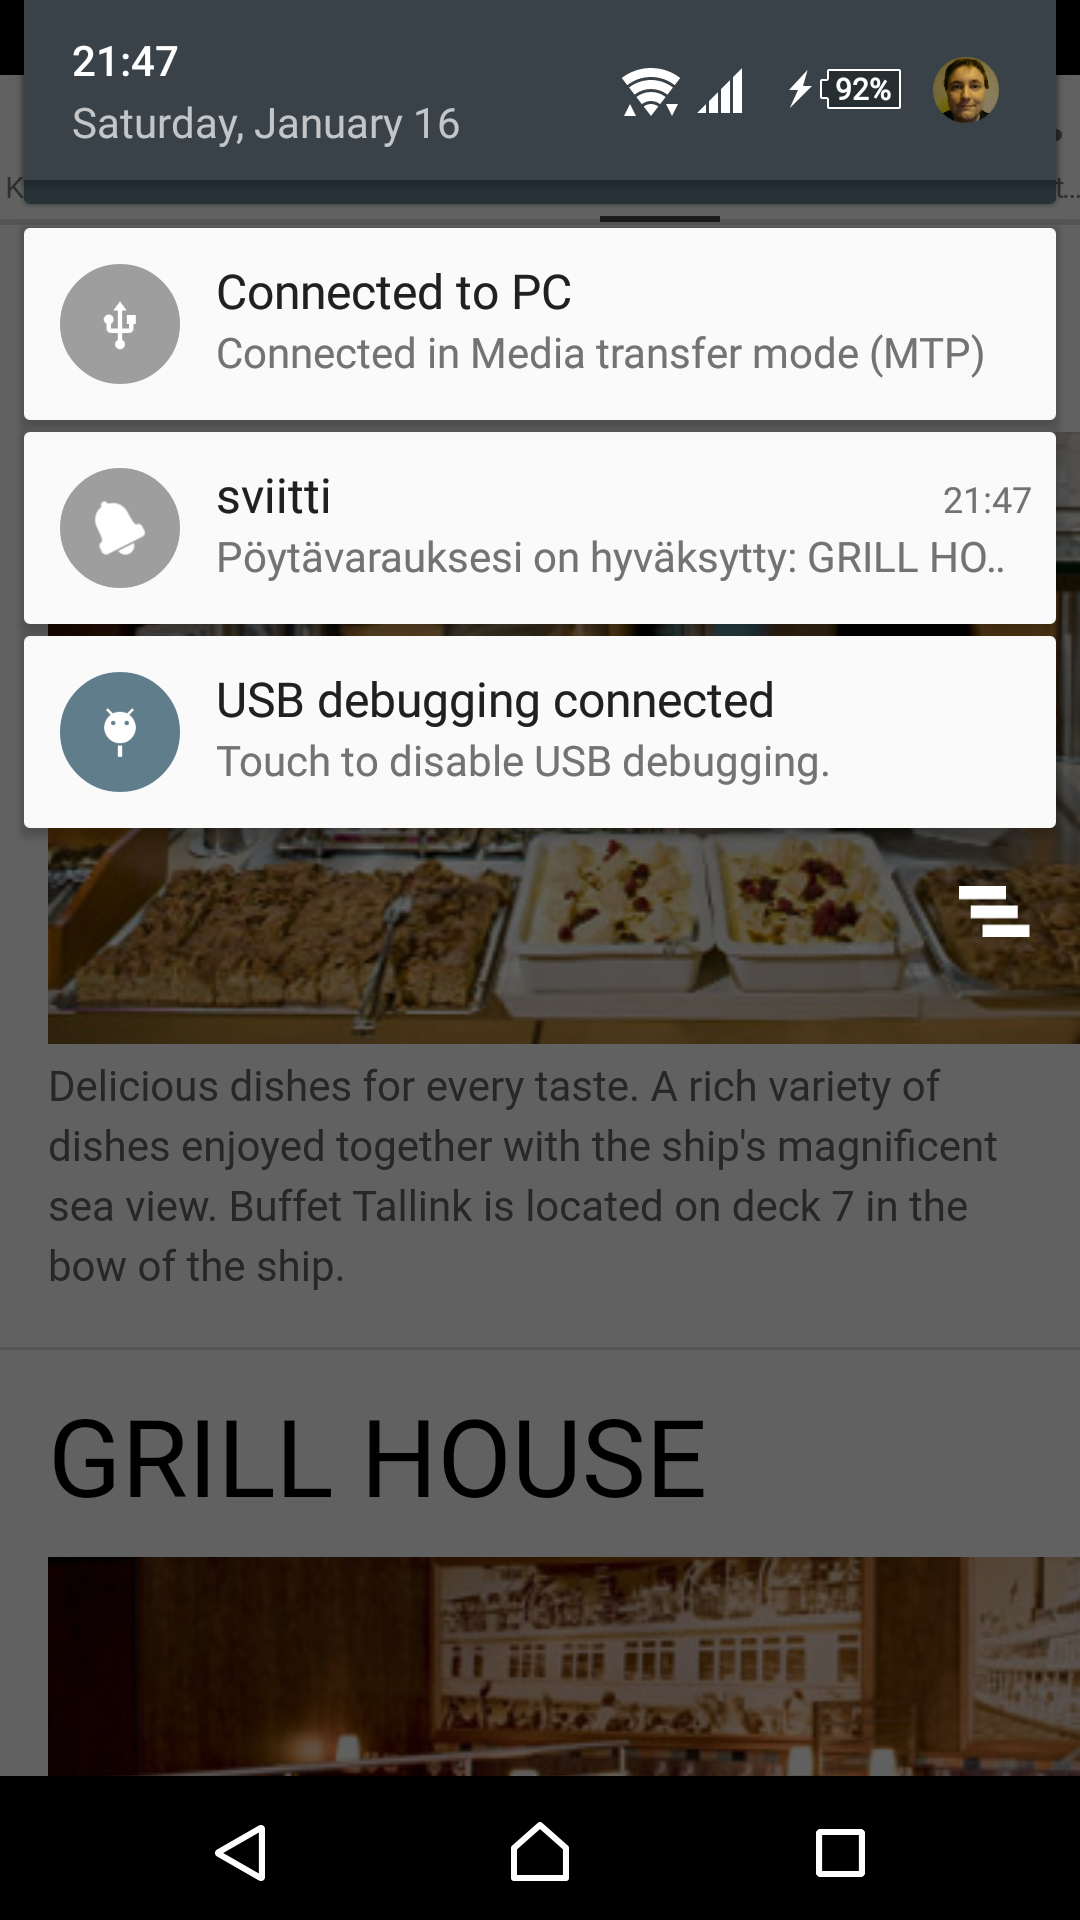 21:47
Saturday, January 16
92%
Connected to PC
Connected in Media transfer mode (MTP)
sviitti
21:47
Pöytävarauksesi on hyväksytty: GRILL HO..
USB debugging connected
Touch to disable USB debugging.
Delicious dishes for every taste. A rich variety of
dishes enjoyed together with the ship's magnificent
sea view. Buffet Tallink is located on deck 7 in the
bow of the ship.
GRILL HOUSE